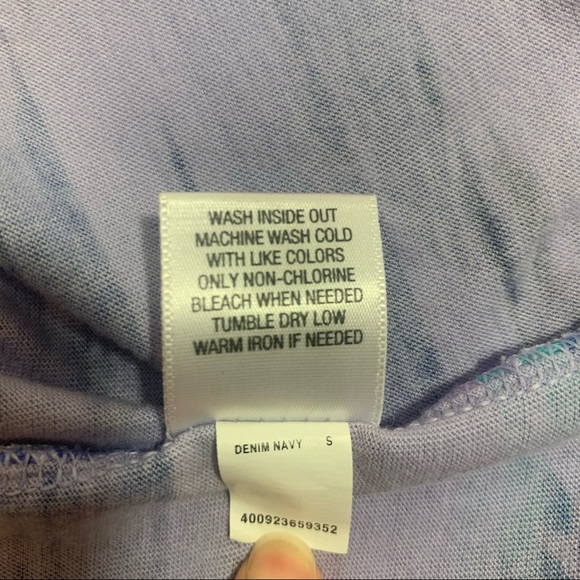 WASH INSIDE OUT
MACHINE WASH COLD
WITH LIKE COLORS
ONLY NON-CHLORINE
BLEACH WHEN NEEDED
TUMBLE DRY LOW
WARM IRON IF NEEDED
DENIM NAVY S
400923659352